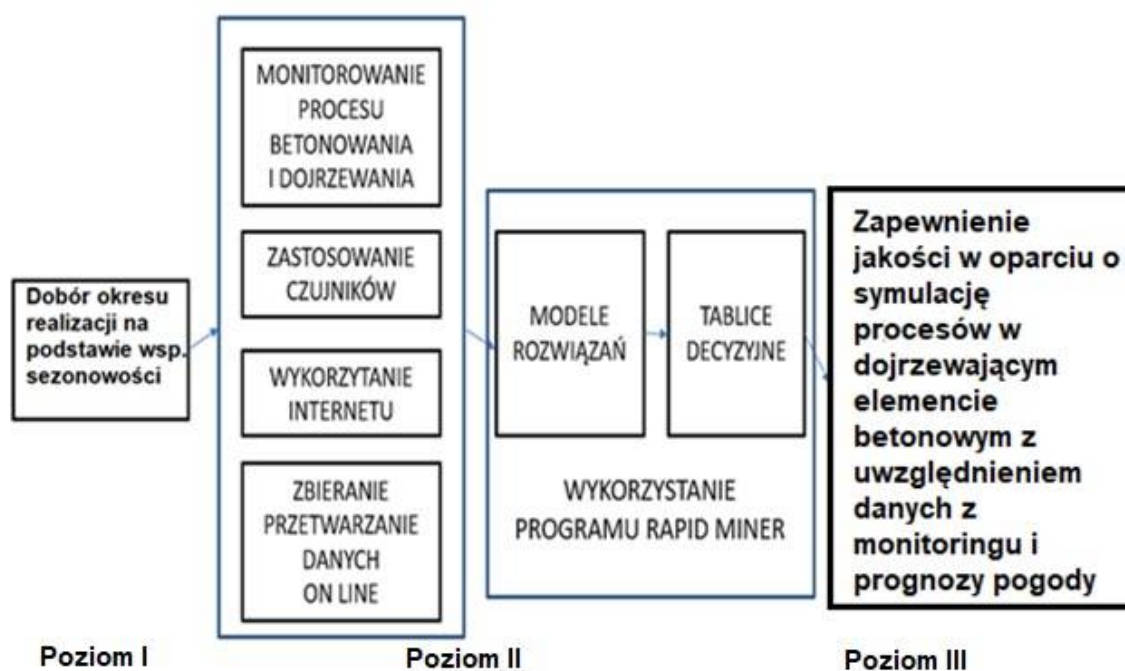 Dobór okresu
realizacji na
podstawie wsp.
sezonowości
MONITOROWANIE
PROCESU
BETONOWANIA
I DOJRZEWANIA
ZASTOSOWANIE
CZUJNIKÓW
WYKORZYTANIE
INTERNETU
ZBIERANIE
PRZETWARZANIE
DANYCH
ON LINE
MODELE
ROZWIĄZAŃ
TABLICE
DECYZYJNE
WYKORZYSTANIE
PROGRAMU RAPID MINER
Zapewnienie
jakości w oparciu o
symulację
procesów w
dojrzewającym
elemencie
betonowym z
uwzględnieniem
danych z
monitoringu i
prognozy pogody
Poziom I
Poziom II
Poziom III